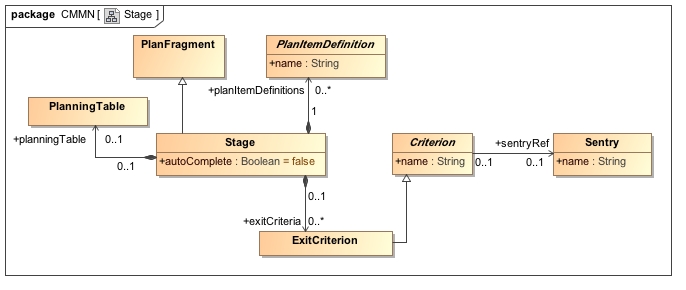 package CMMN [ Stage ]
PlanFragment
PlanItemDefinition
+name : String
+planItemDefinitions 0..*
PlanningTable
+planningTable 0..1
1
Stage
+autoComplete : Boolean = false
0..1
Criterion
+name : String
+sentryRef
0..1 0..1
Sentry
+name : String
0..1
+exitCriteria 0..*
ExitCriterion